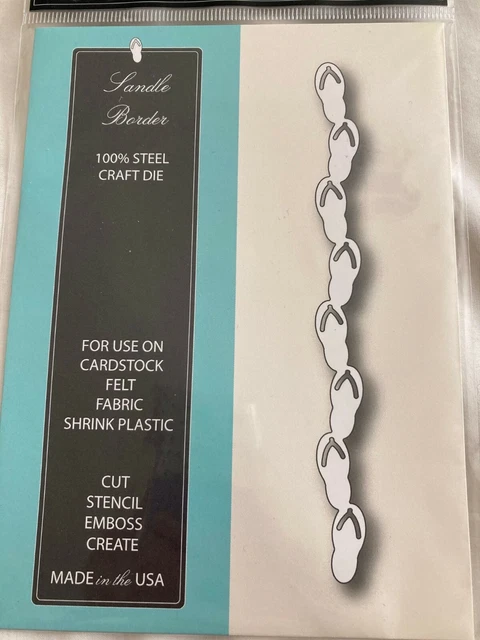 Sandle
Border
100% STEEL
CRAFT DIE
FOR USE ON
CARDSTOCK
FELT
FABRIC
SHRINK PLASTIC
CUT
STENCIL
EMBOSS
CREATE
MADE in the USA